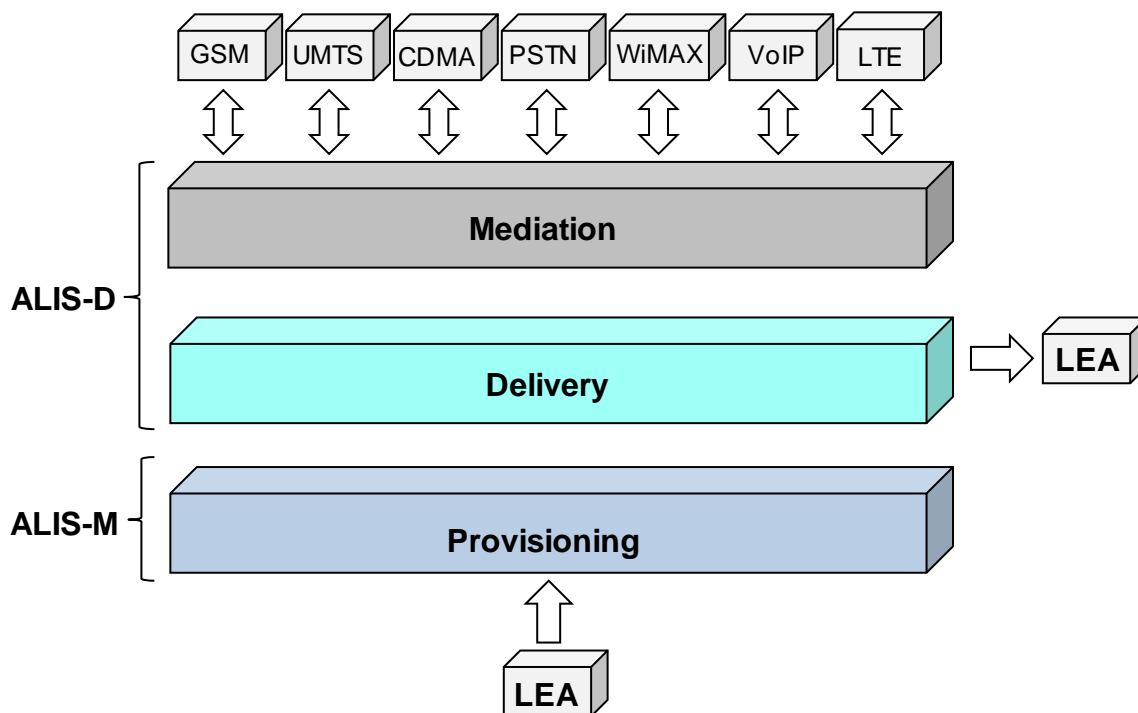 GSM UMTS CDMA PSTN WiMAX VoIP LTE
Mediation
ALIS-D
Delivery
LEA
ALIS-M
Provisioning
LEA